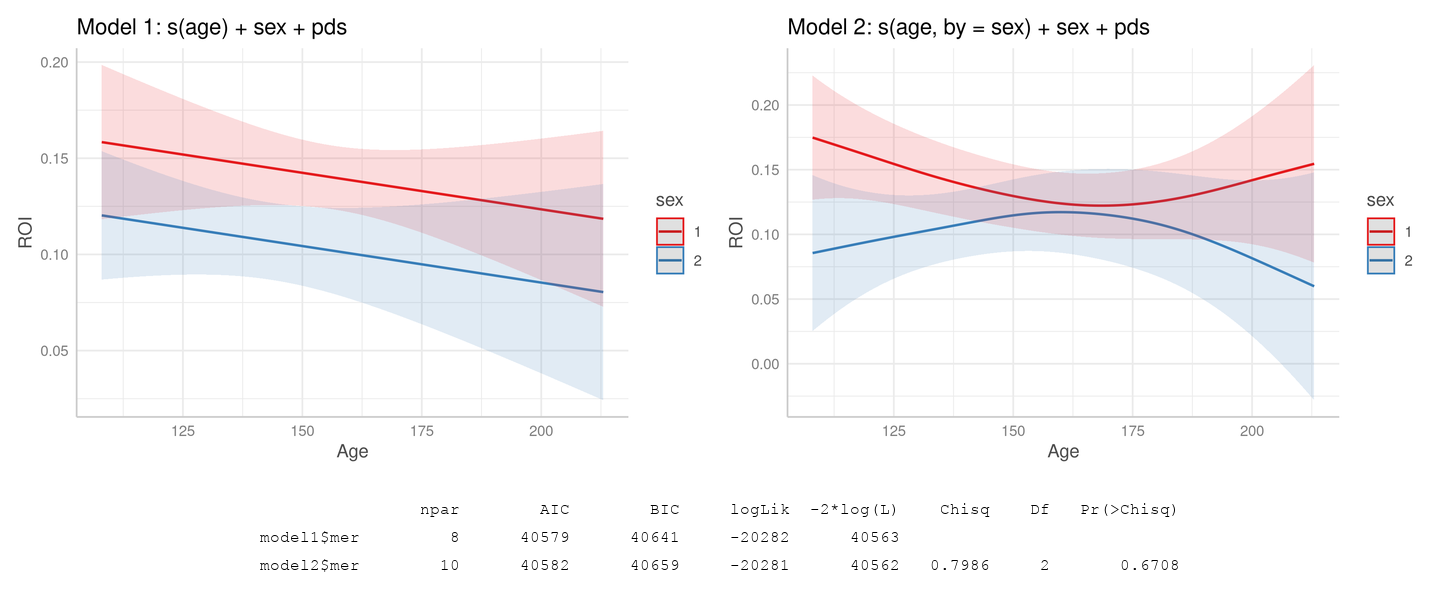 Model 1: s(age) + sex + pds
0.20
0.15
0.10
0.05
ROI
125 150 175 200
Age
sex
1
2
Model 2: s(age, by = sex) + sex + pds
0.20
0.15
0.10
0.05
0.00
ROI
125 150 175 200
Age
sex
1
2
npar AIC BIC logLik -2*log(L) Chisq Df Pr(>Chisq)
model1$mer 8 40579 40641 -20282 40563
model2$mer 10 40582 40659 -20281 40562 0.7986 2 0.6708